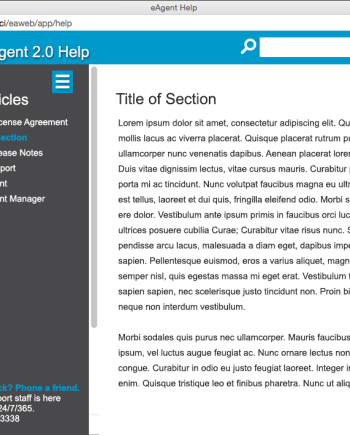 eAgent Help
ci/eaweb/app/help
gent 2.0 Help
icles
cense Agreement
Section
ease Notes
port
nt
nt Manager
ck? Phone a friend.
port staff is here
24/7/365.
3338
Title of Section
Lorem ipsum dolor sit amet, consectetur adipiscing elit. Qu
mollis lacus ac viverra placerat. Quisque placerat rutrum pu
ullamcorper nunc venenatis dapibus. Aenean placerat lorem
Duis vitae dignissim lectus, vitae cursus mauris. Curabitur p
porta mi ac tincidunt. Nunc volutpat faucibus magna eu ultr
est tellus, laoreet et dui quis, fringilla eleifend odio. Morbi s
ere dolor. Vestibulum ante ipsum primis in faucibus orci luc
ultrices posuere cubilia Curae; Curabitur vitae risus nunc. S
pendisse arcu lacus, malesuada a diam eget, dapibus impe
sapien. Pellentesque euismod, eros a varius aliquet, magn
semper nisl, quis egestas massa mi eget erat. Vestibulum
sapien sapien, nec scelerisque justo tincidunt non. Proin bi
neque non interdum vestibulum.
Morbi sodales quis purus nec ullamcorper. Mauris faucibus
ipsum, vel luctus augue feugiat ac. Nunc ornare lectus non
congue. Curabitur in odio eu justo feugiat laoreet. Integer in
enim. Quisque tristique leo et finibus pharetra. Nunc ut aliq